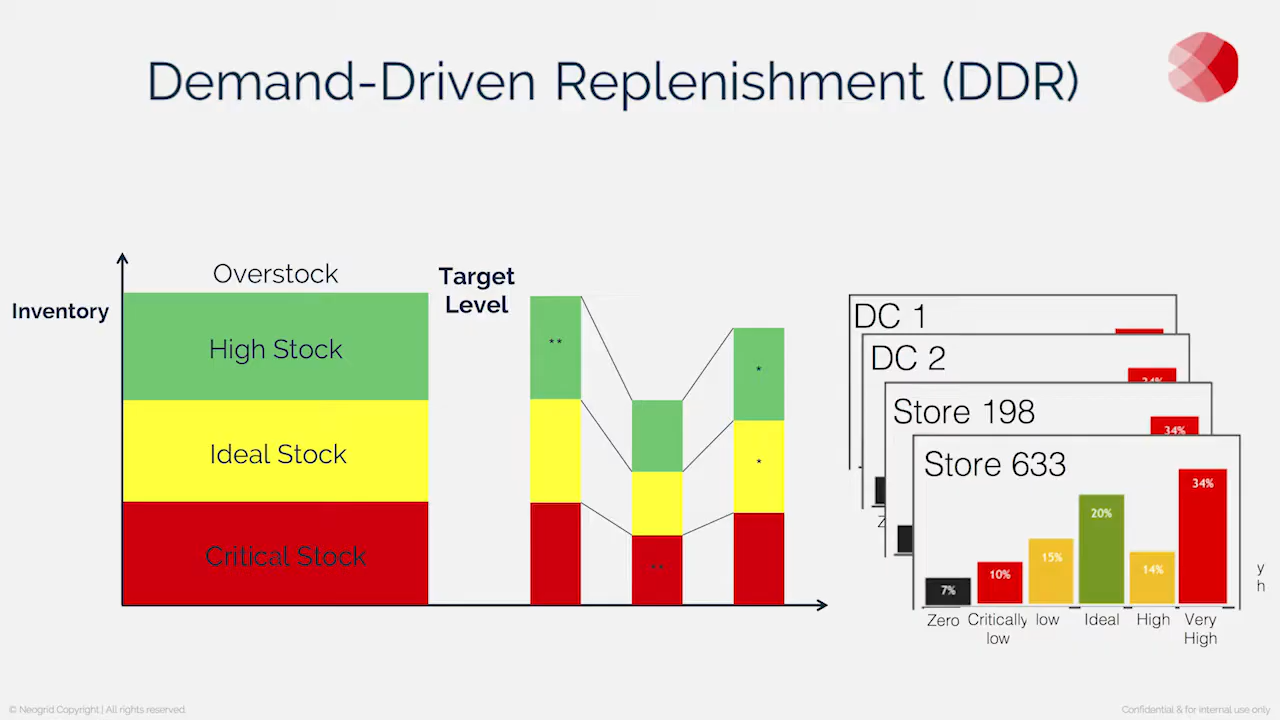 Demand-Driven Replenishment (DDR)
Inventory
Overstock
High Stock
Ideal Stock
Critical Stock
Target
Level
**
**
*
*
DC 1
DC 2
34%
Store 198
34%
Store 633
7%
10%
15%
20%
14%
34%
Zero
Critically
low
low
Ideal
High
Very
High
Z
y
h
© Neogrid Copyright | All rights reserved.
Confidential & for internal use only